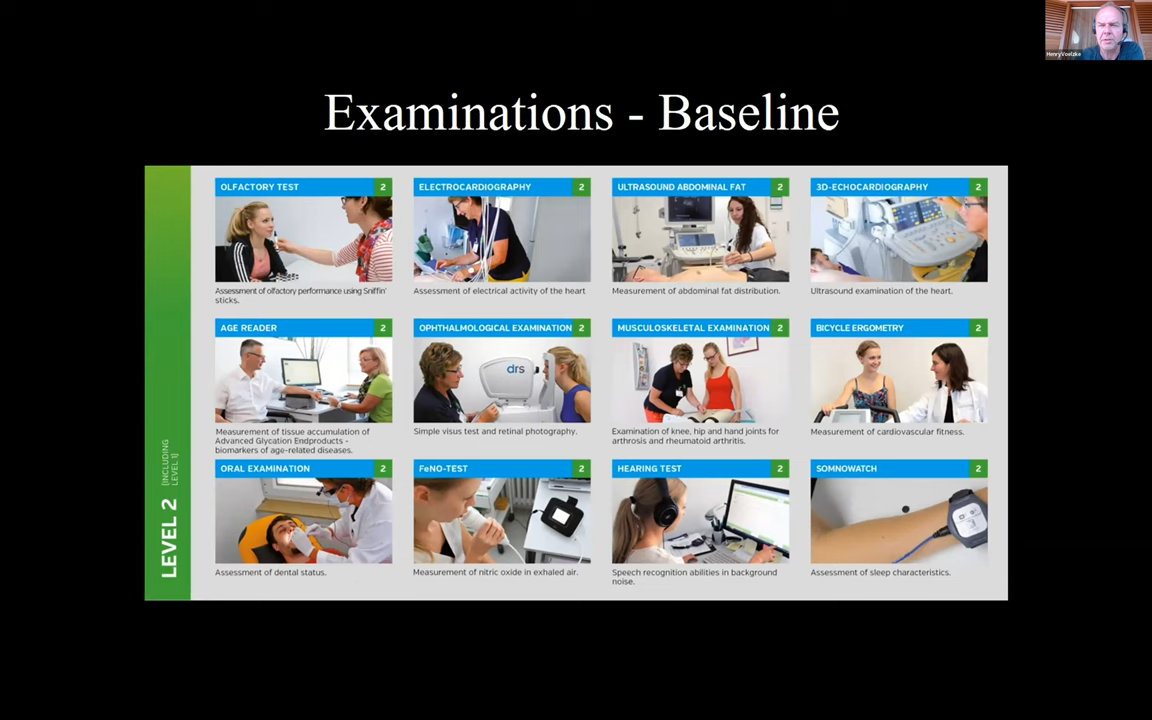 HenryVoelzke
Examinations - Baseline
OLFACTORY TEST 2
Assessment of olfactory performance using Sniffin'
sticks.
ELECTROCARDIOGRAPHY 2
Assessment of electrical activity of the heart
ULTRASOUND ABDOMINAL FAT 2
Measurement of abdominal fat distribution.
3D-ECHOCARDIOGRAPHY 2
Ultrasound examination of the heart.
AGE READER 2
Measurement of tissue accumulation of
Advanced Glycation Endproducts -
biomarkers of age-related diseases.
OPHTHALMOLOGICAL EXAMINATION 2
drs
Simple visus test and retinal photography.
MUSCULOSKELETAL EXAMINATION 2
Examination of knee, hip and hand joints for
arthrosis and rheumatoid arthritis.
BICYCLE ERGOMETRY 2
Measurement of cardiovascular fitness.
ORAL EXAMINATION 2
Assessment of dental status.
FeNO-TEST 2
Measurement of nitric oxide in exhaled air.
HEARING TEST 2
Speech recognition abilities in background
noise.
SOMNOWATCH 2
Assessment of sleep characteristics.
LEVEL 2
[INCLUDING
LEVEL 1]